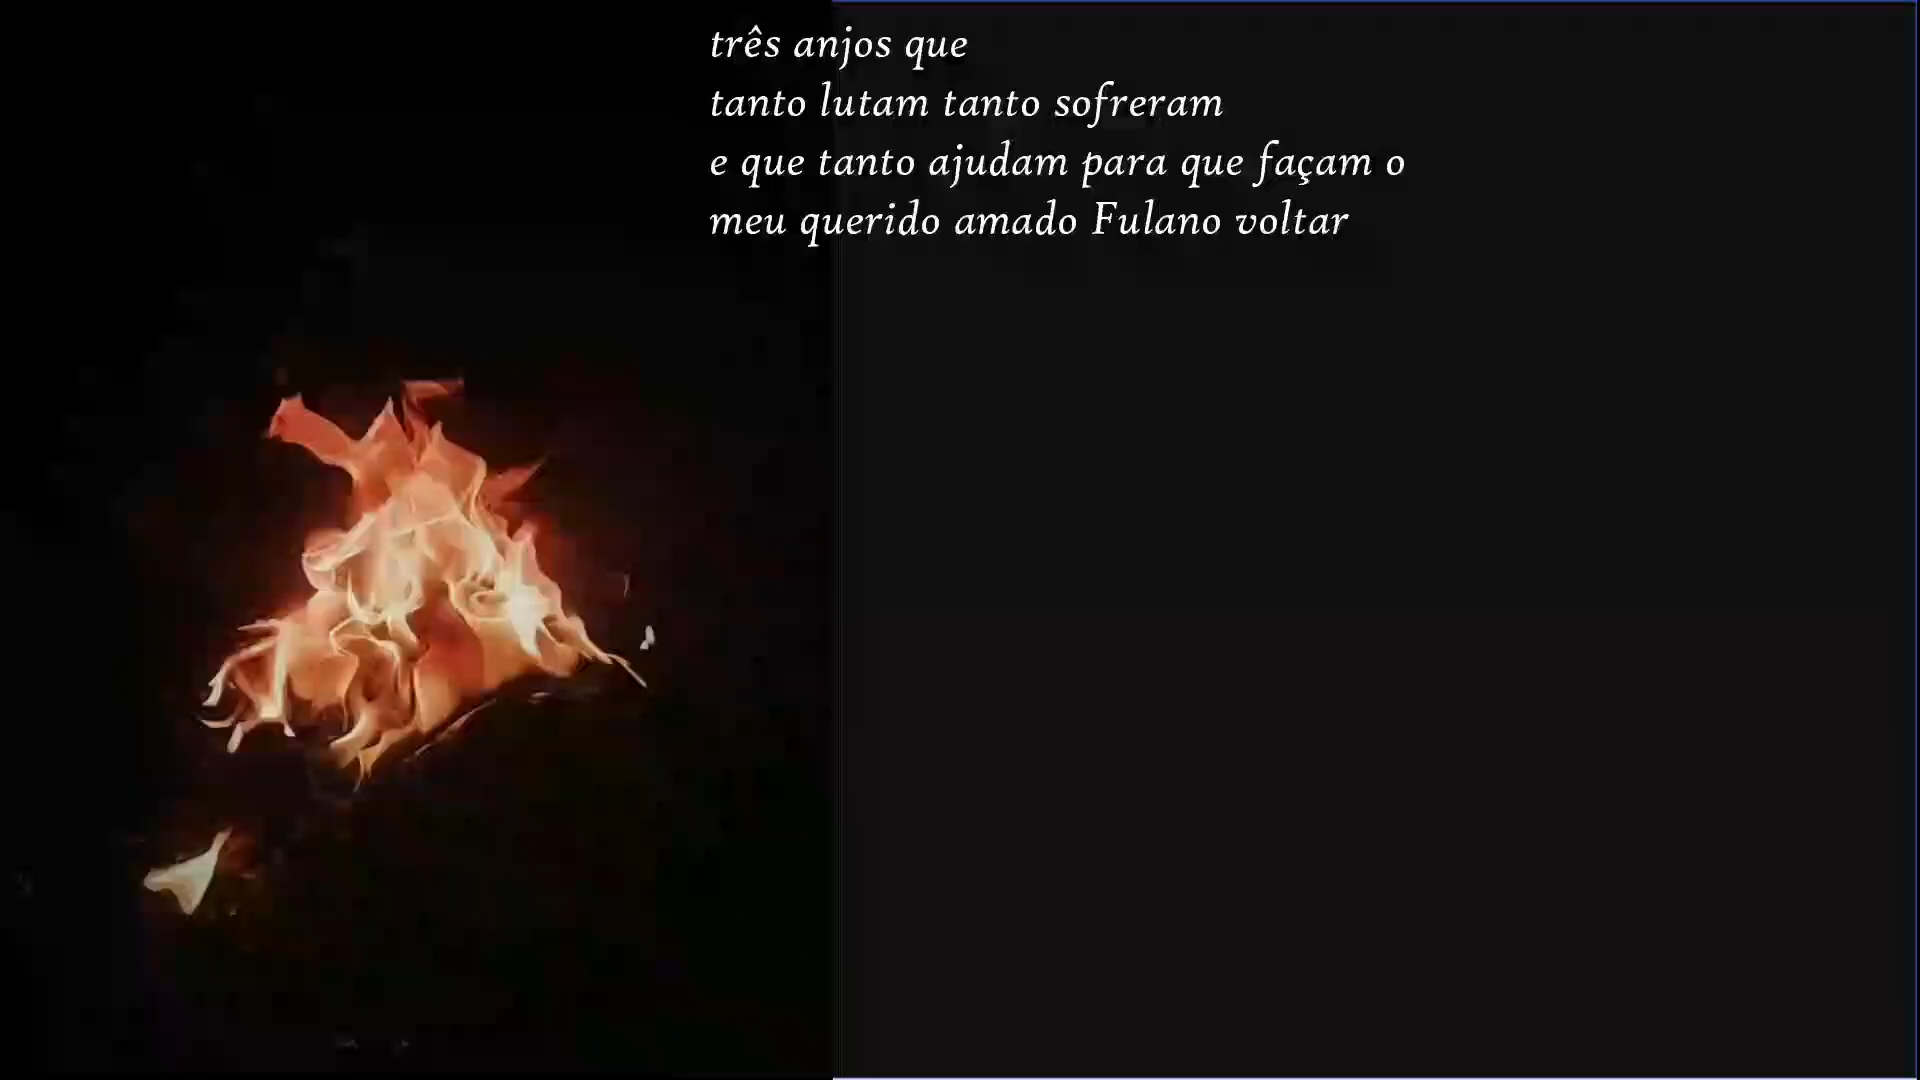 três anjos que
tanto lutam tanto sofreram
e que tanto ajudam para que façam o
meu querido amado Fulano voltar